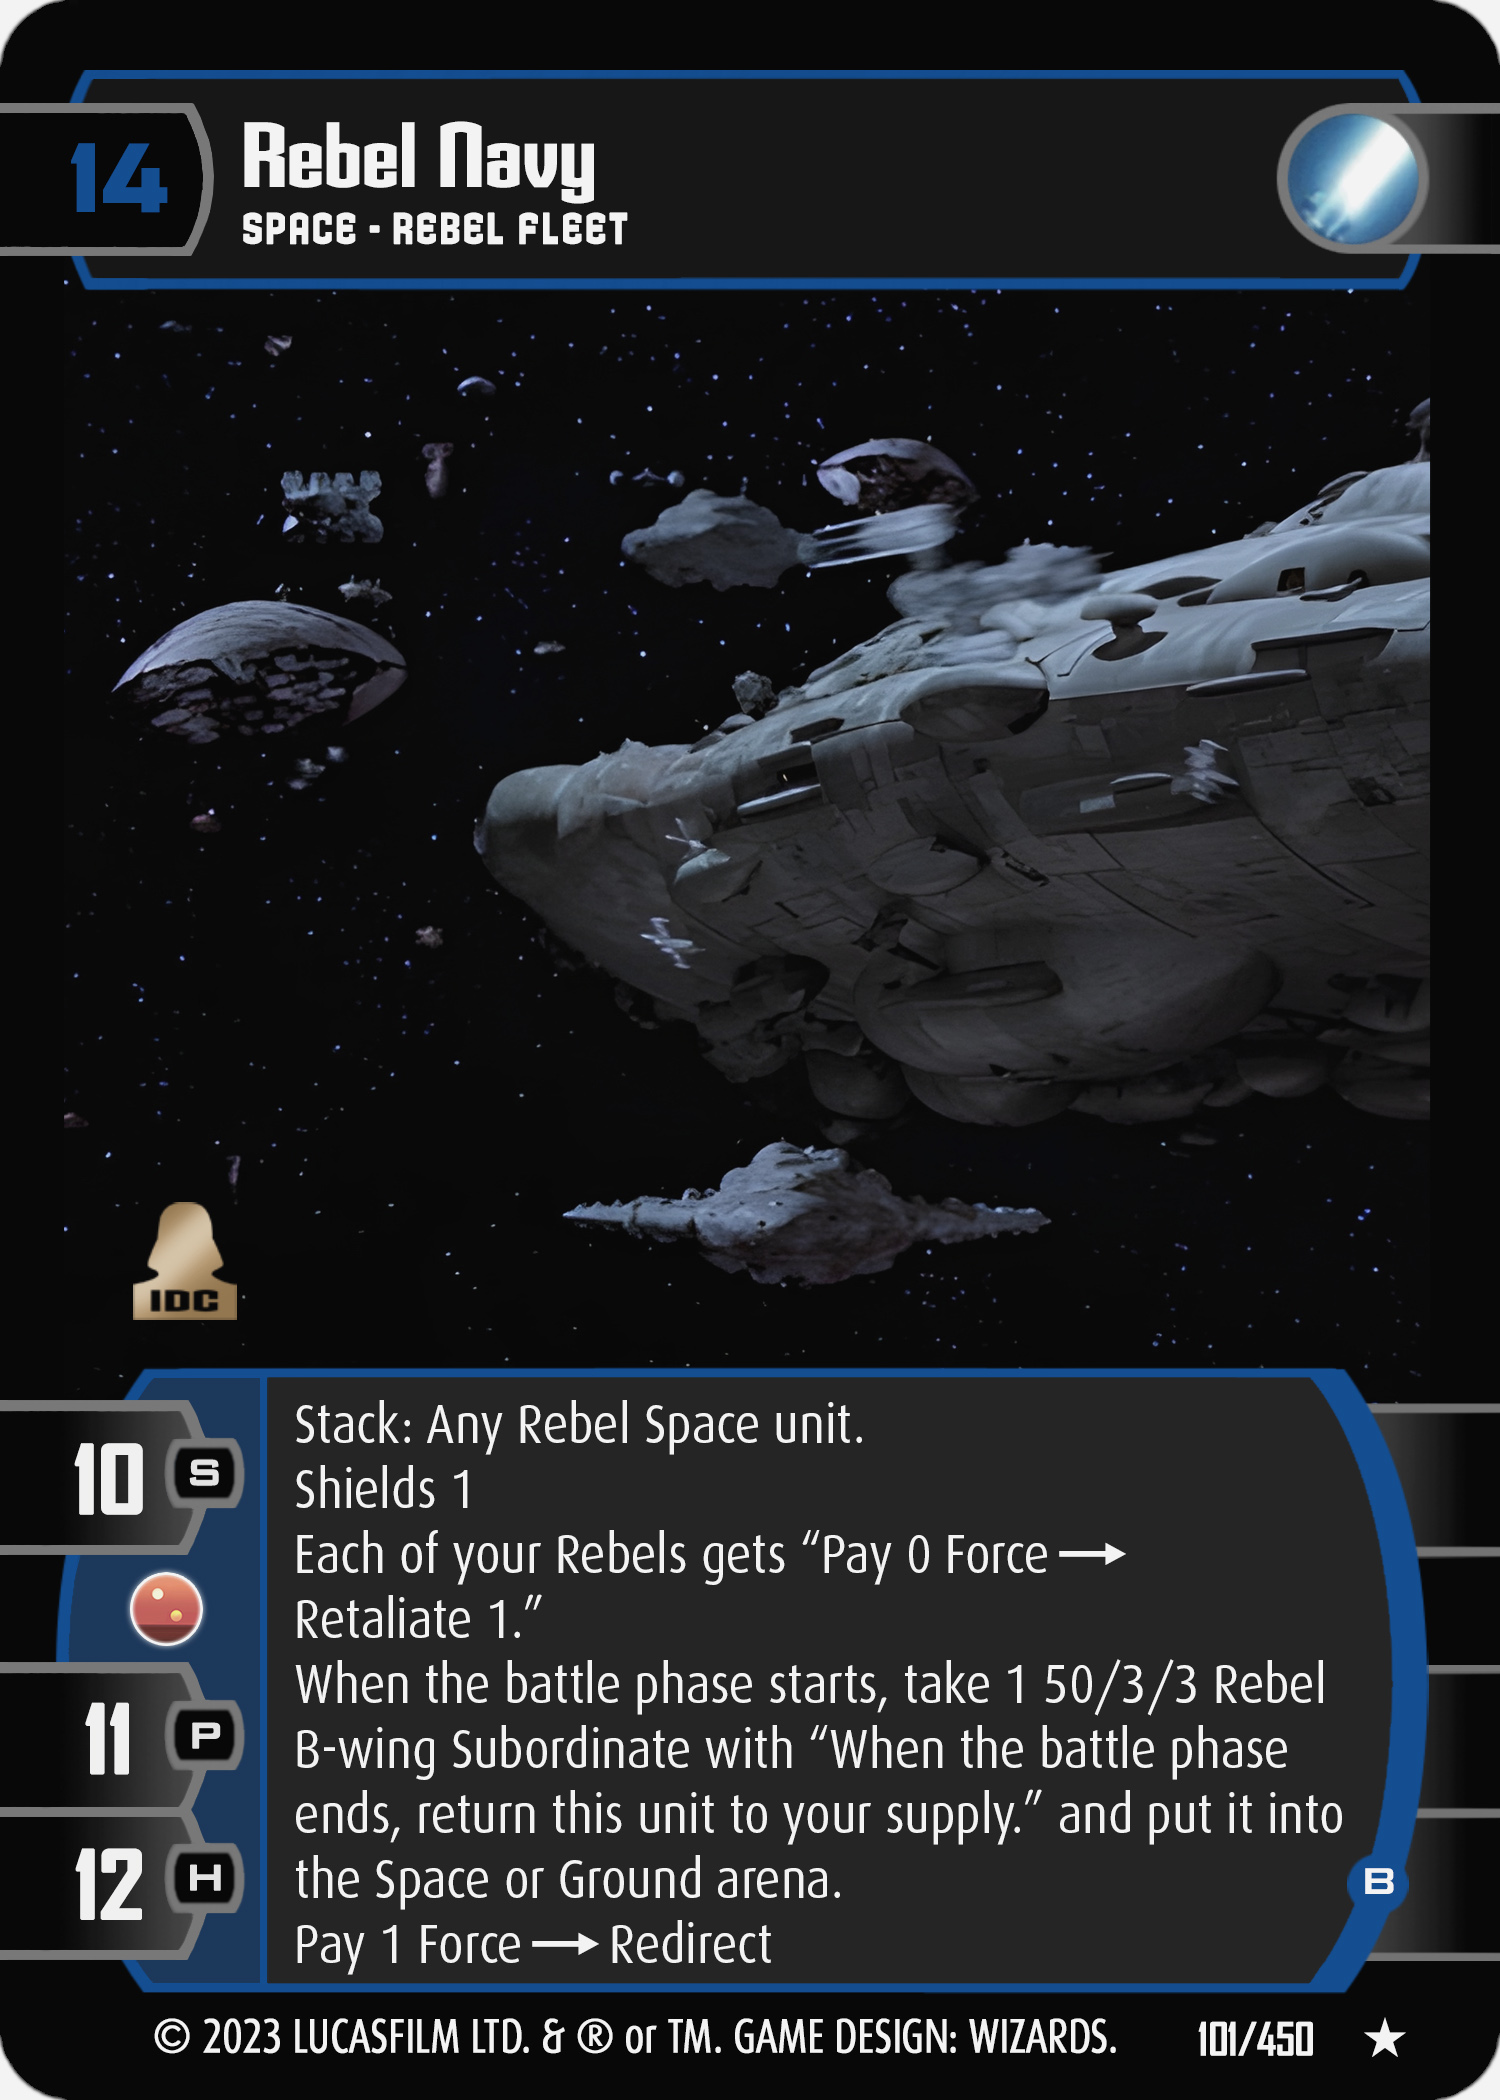 14
Rebel Navy
SPACE - REBEL FLEET
IDC
10 S
11 P
12 H
Stack: Any Rebel Space unit.
Shields 1
Each of your Rebels gets “Pay 0 Force →
Retaliate 1.”
When the battle phase starts, take 1 50/3/3 Rebel
B-wing Subordinate with “When the battle phase
ends, return this unit to your supply.” and put it into
the Space or Ground arena.
Pay 1 Force → Redirect
B
© 2023 LUCASFILM LTD. & ® or TM. GAME DESIGN: WIZARDS. 101/450 ★